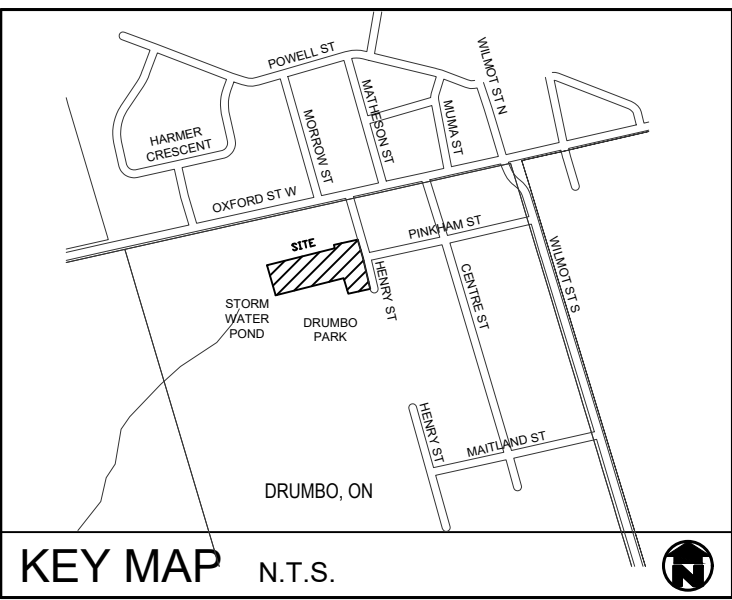 POWELL ST
WILMOT ST N
MATHESON ST
MUMA ST
MORROW ST
HARMER
CRESCENT
OXFORD ST W
PINKHAM ST
SITE
HENRY ST
CENTRE ST
WILMOT ST S
STORM
WATER
POND
DRUMBO
PARK
HENRY ST
MAITLAND ST
DRUMBO, ON
KEY MAP N.T.S.
N